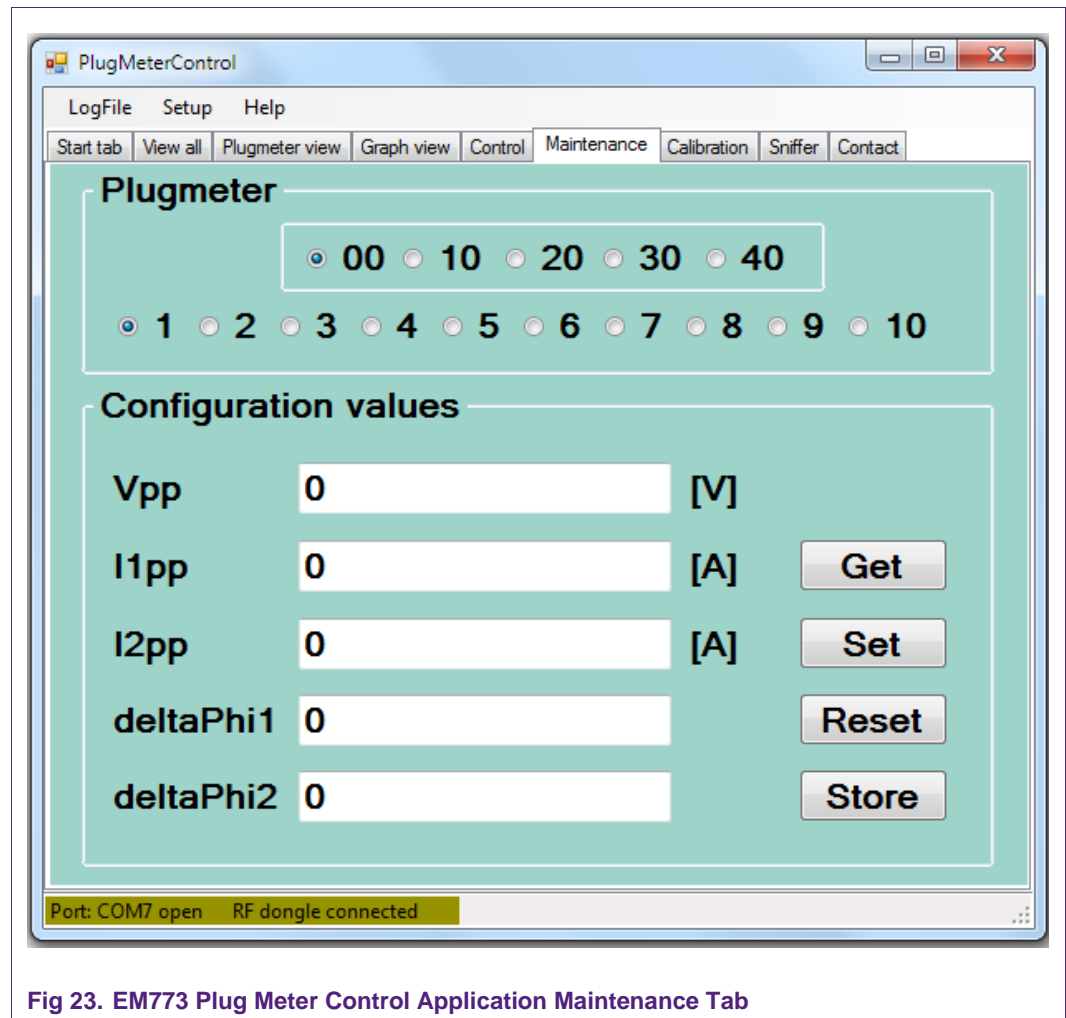 PlugMeterControl
LogFile Setup Help
Start tab View all Plugmeter view Graph view Control Maintenance Calibration Sniffer Contact
Plugmeter
00 10 20 30 40
1 2 3 4 5 6 7 8 9 10
Configuration values
Vpp 0 [V]
I1pp 0 [A] Get
I2pp 0 [A] Set
deltaPhi1 0 Reset
deltaPhi2 0 Store
Port: COM7 open RF dongle connected
Fig 23. EM773 Plug Meter Control Application Maintenance Tab